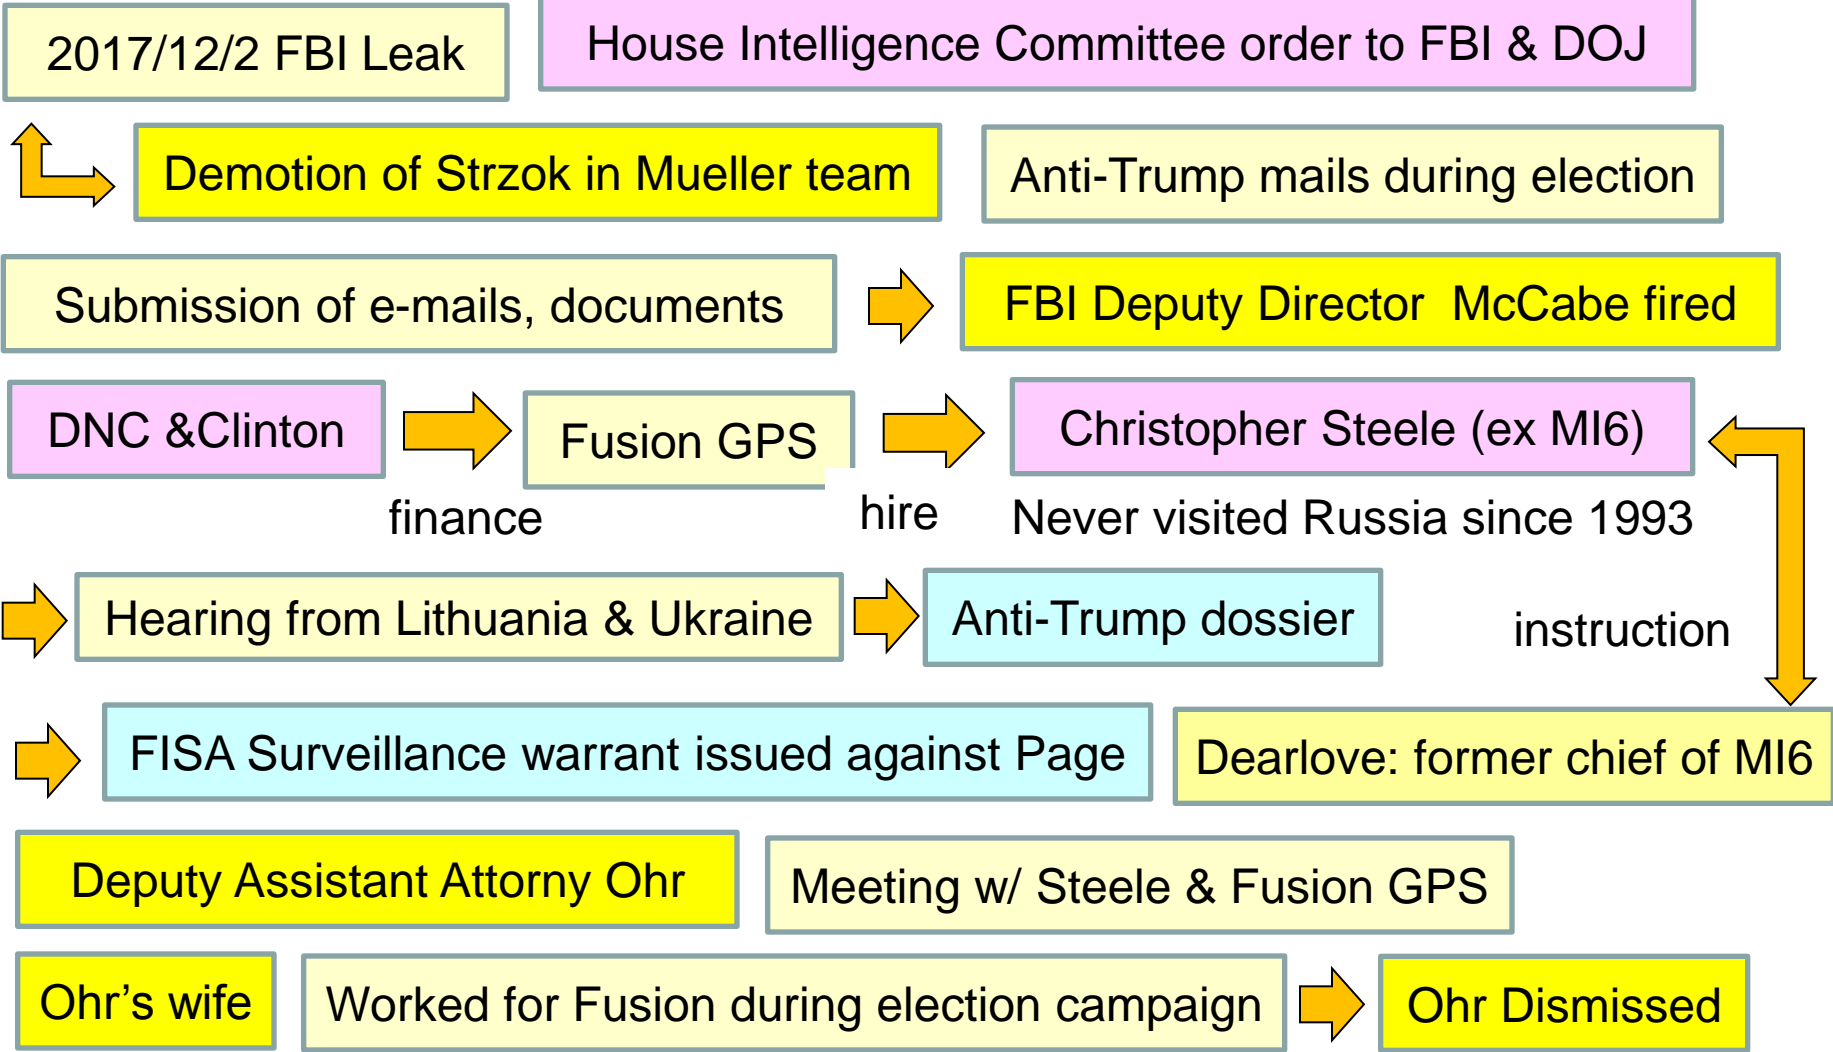 2017/12/2 FBI Leak
House Intelligence Committee order to FBI & DOJ
Demotion of Strzok in Mueller team
Anti-Trump mails during election
Submission of e-mails, documents
FBI Deputy Director McCabe fired
DNC &Clinton
Fusion GPS
Christopher Steele (ex MI6)
finance
hire
Never visited Russia since 1993
Hearing from Lithuania & Ukraine
Anti-Trump dossier
instruction
FISA Surveillance warrant issued against Page
Dearlove: former chief of MI6
Deputy Assistant Attorny Ohr
Meeting w/ Steele & Fusion GPS
Ohr’s wife
Worked for Fusion during election campaign
Ohr Dismissed